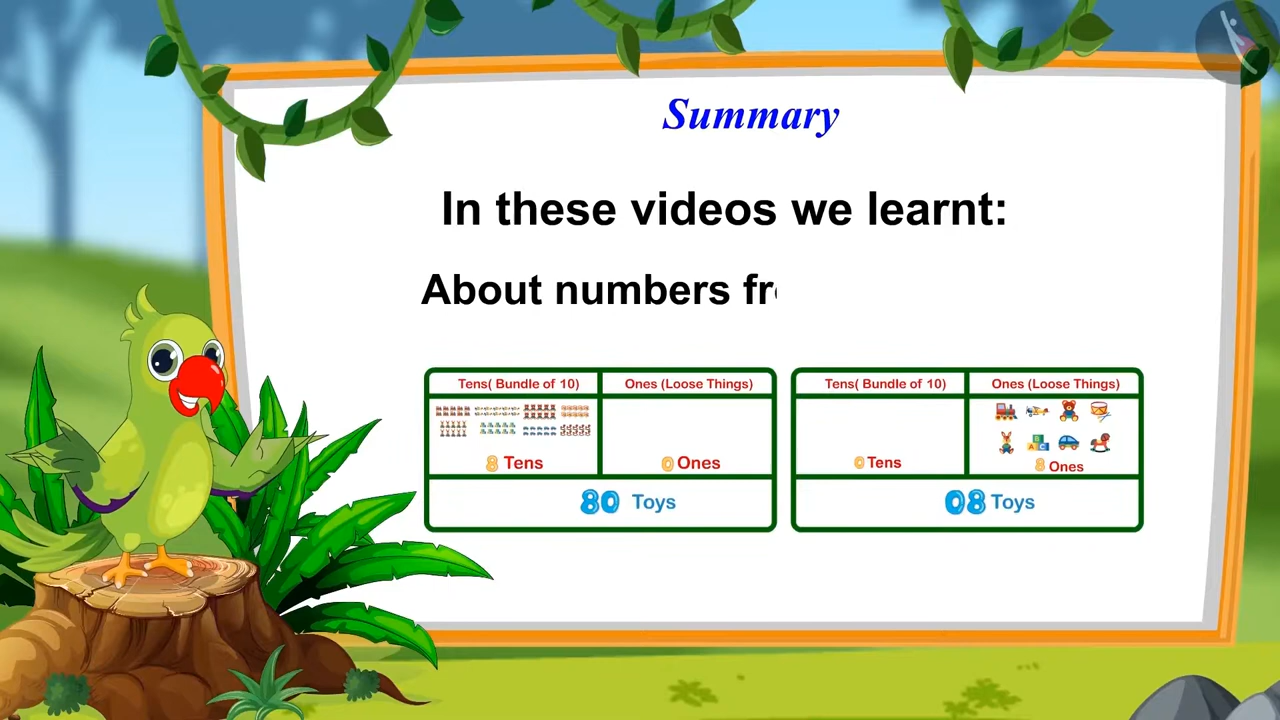 Summary
In these videos we learnt:
About numbers
Tens( Bundle of 10) Ones (Loose Things)
8 Tens 0 Ones
80 Toys
Tens( Bundle of 10) Ones (Loose Things)
0 Tens 8 Ones
08 Toys